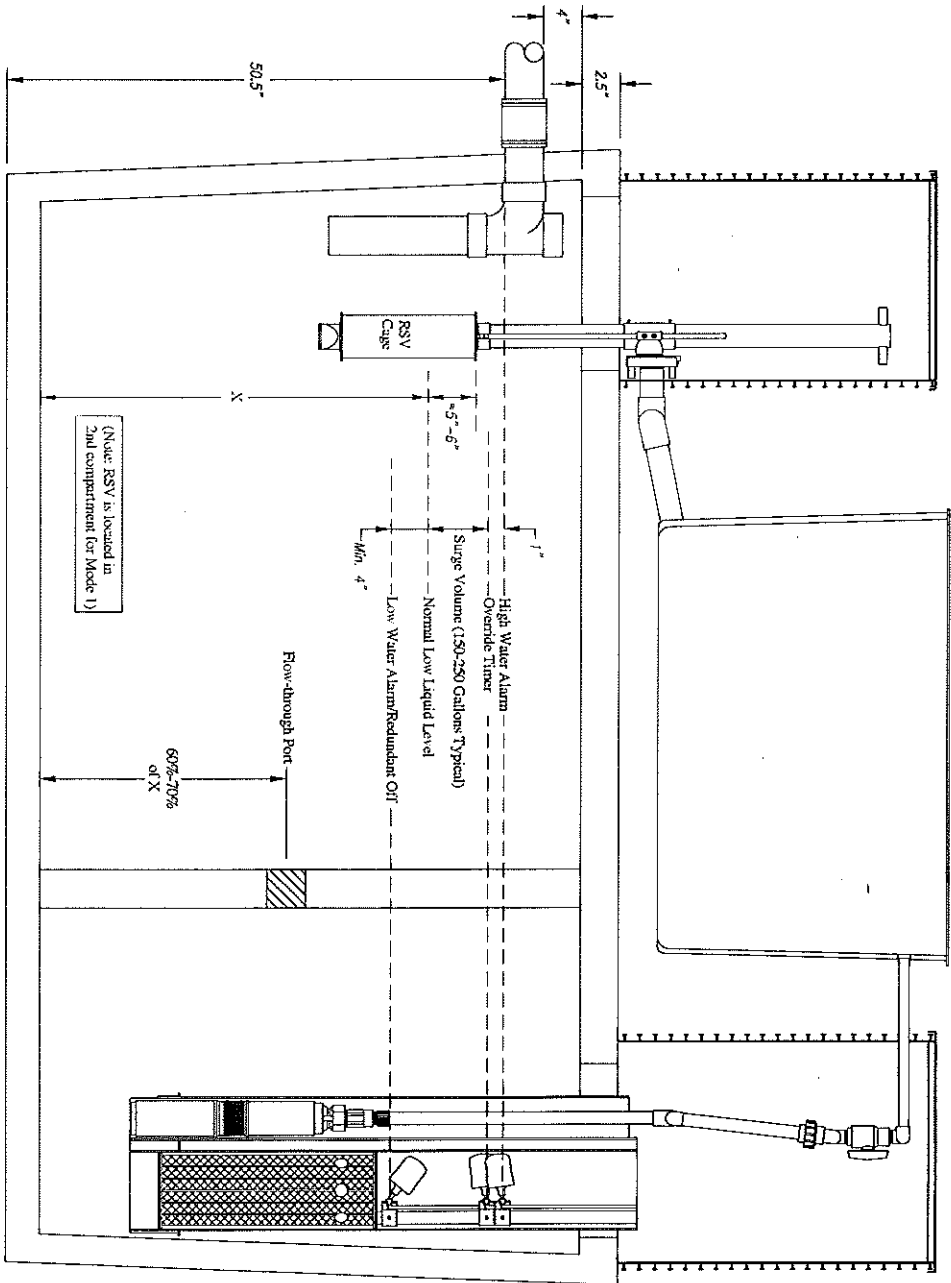 4"
2.5"
50.5"
RSV
Cage
X
≈5"-6"
1"
High Water Alarm
Override Timer
Surge Volume (150-250 Gallons Typical)
Normal Low Liquid Level
Min. 4"
Low Water Alarm/Redundant Off
Flow-through Port
60%-70%
of X
(Note: RSV is located in
2nd compartment for Mode 1)